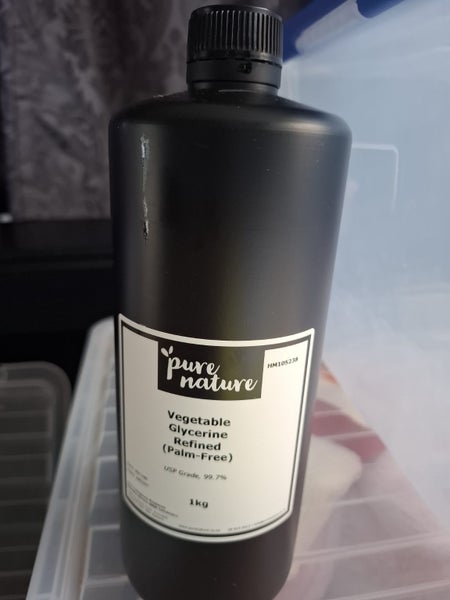 pure
nature
HM105238
Vegetable
Glycerine
Refined
(Palm-Free)
USP Grade, 99.7%
1kg